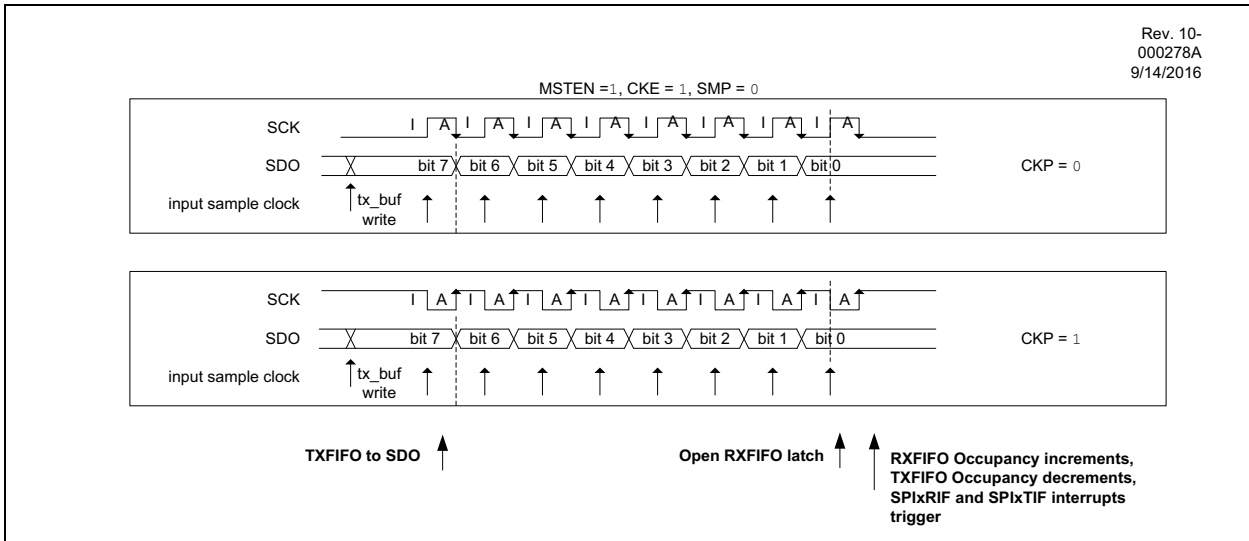 Rev. 10-
000278A
9/14/2016
MSTEN =1, CKE = 1, SMP = 0
SCK I A I A I A I A I A I A I A I A
SDO bit 7 bit 6 bit 5 bit 4 bit 3 bit 2 bit 1 bit 0 CKP = 0
input sample clock tx_buf
write
SCK I A I A I A I A I A I A I A I A
SDO bit 7 bit 6 bit 5 bit 4 bit 3 bit 2 bit 1 bit 0 CKP = 1
input sample clock tx_buf
write
TXFIFO to SDO
Open RXFIFO latch
RXFIFO Occupancy increments,
TXFIFO Occupancy decrements,
SPIxRIF and SPIxTIF interrupts
trigger